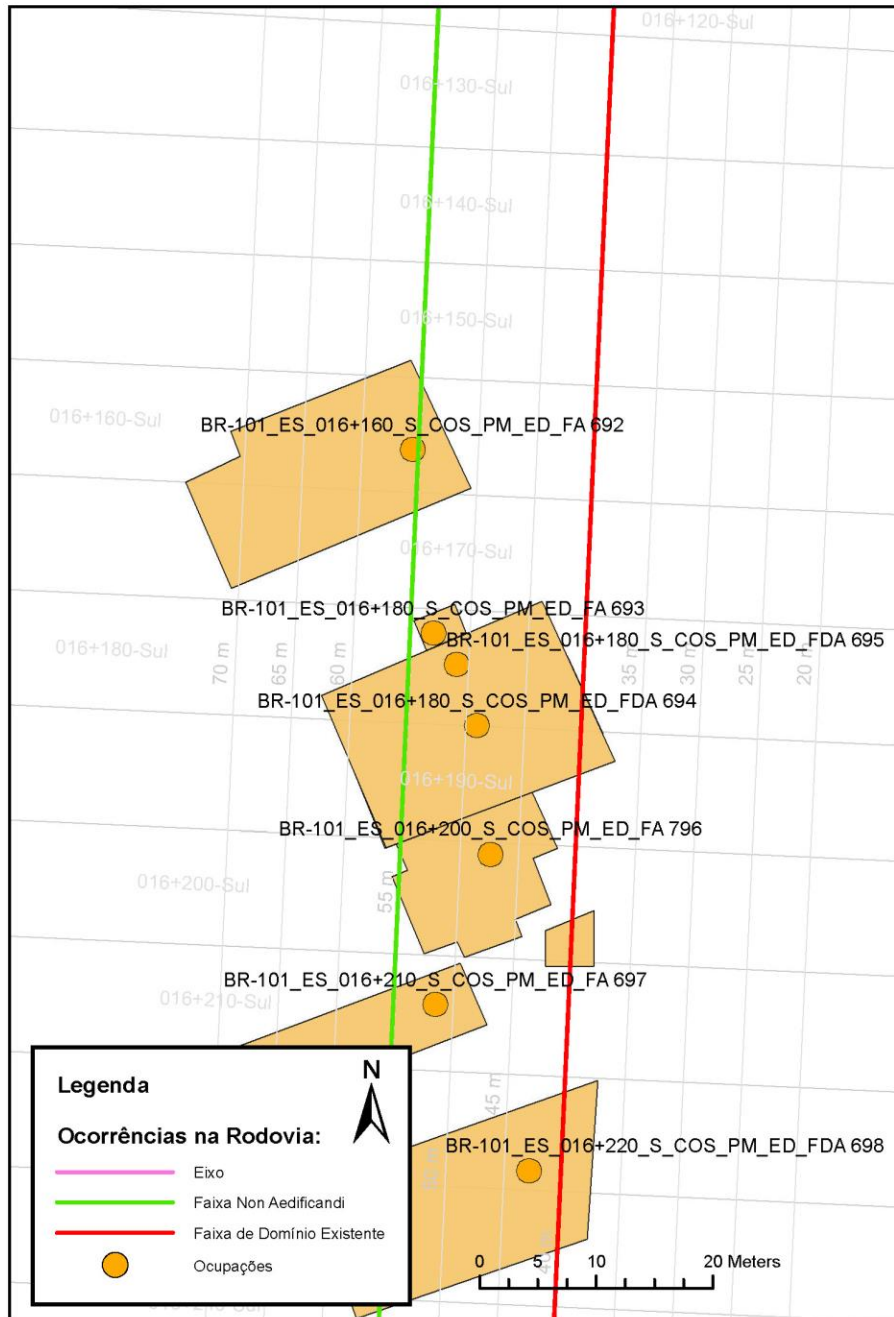 016+120-Sul
016+130-Sul
016+140-Sul
016+150-Sul
016+160-Sul
BR-101_ES_016+160_S_COS_PM_ED_FA 692
016+170-Sul
BR-101_ES_016+180_S_COS_PM_ED_FA 693
BR-101_ES_016+180_S_COS_PM_ED_FDA 695
016+180-Sul
70 m
65 m
60 m
35 m
30 m
25 m
20 m
BR-101_ES_016+180_S_COS_PM_ED_FDA 694
016+190-Sul
BR-101_ES_016+200_S_COS_PM_ED_FA 796
016+200-Sul
55 m
BR-101_ES_016+210_S_COS_PM_ED_FA 697
016+210-Sul
45 m
BR-101_ES_016+220_S_COS_PM_ED_FDA 698
50 m
40 m
Legenda
N
Ocorrências na Rodovia:
Eixo
Faixa Non Aedificandi
Faixa de Domínio Existente
Ocupações
0 5 10 20 Meters